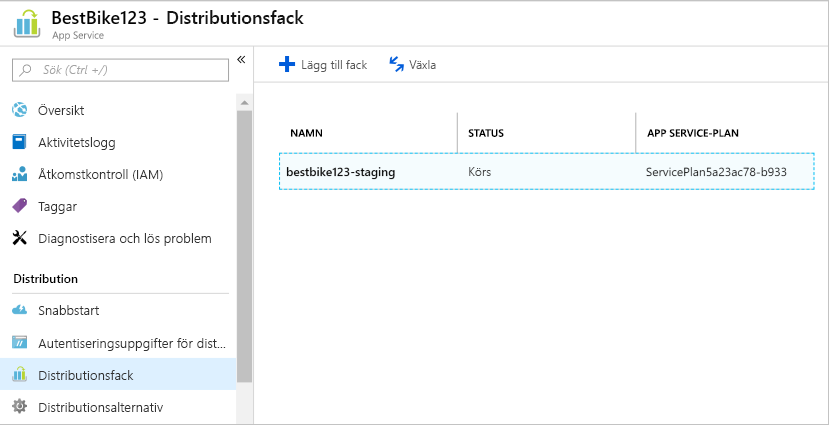 BestBike123 - Distributionsfack
App Service
Sök (Ctrl +/)
«
Översikt
Aktivitetslogg
Åtkomstkontroll (IAM)
Taggar
Diagnostisera och lös problem
Distribution
Snabbstart
Autentiseringsuppgifter för dist...
Distributionsfack
Distributionsalternativ
Lägg till fack Växla
NAMN STATUS APP SERVICE-PLAN
bestbike123-staging Körs ServicePlan5a23ac78-b933